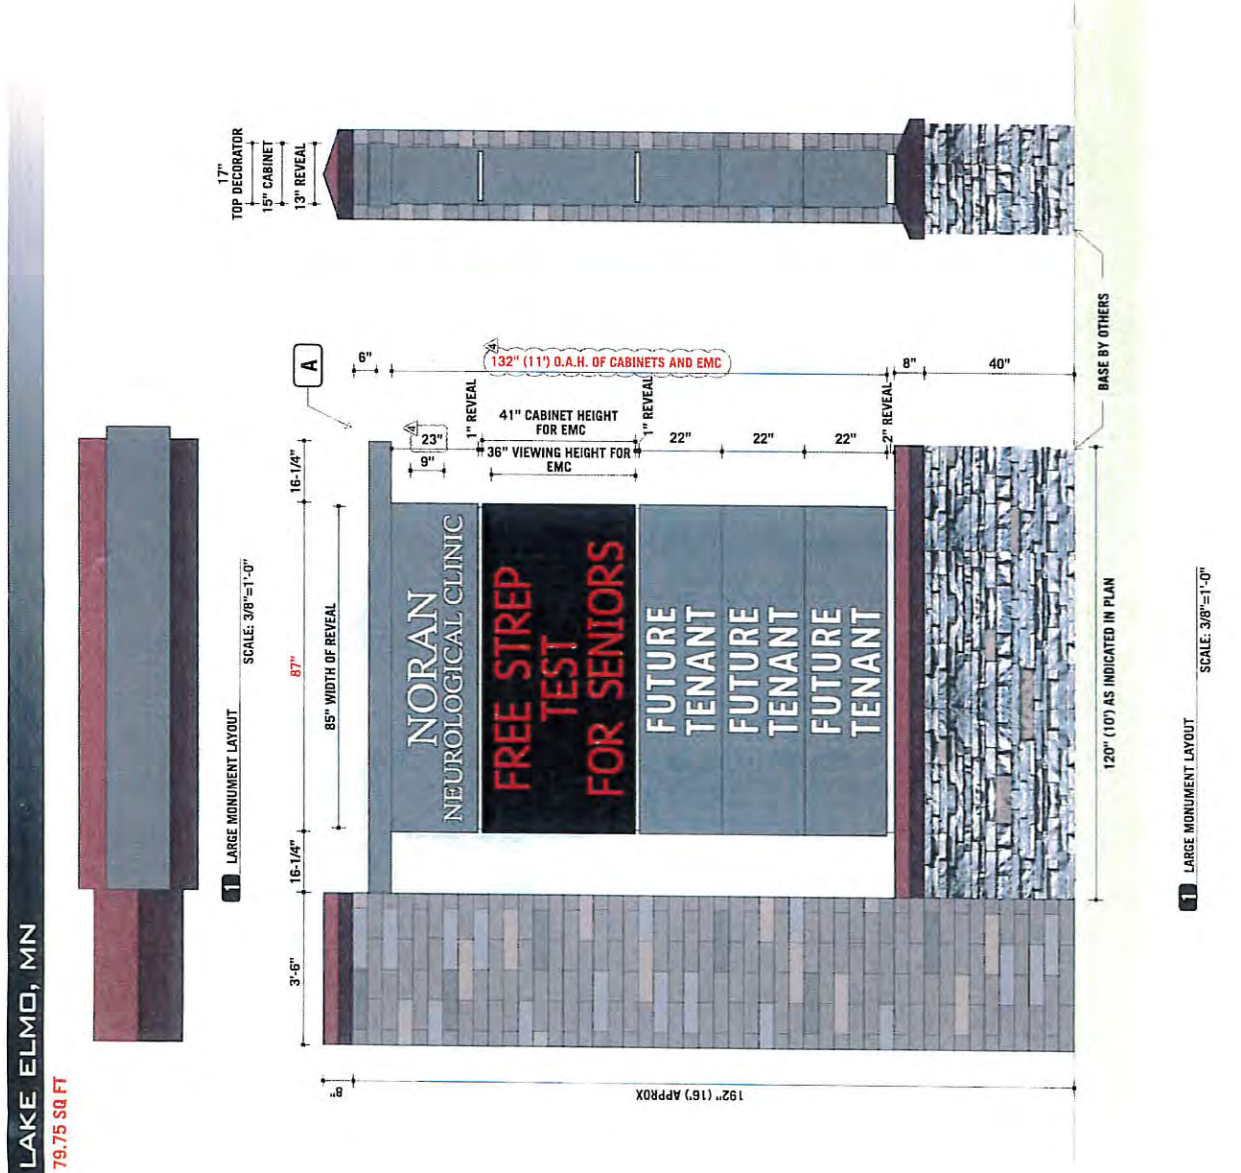 LAKE ELMO, MN
79.75 SQ FT
1 LARGE MONUMENT LAYOUT
SCALE: 3/8"=1'-0"
3'-6"
16-1/4"
87"
16-1/4"
85" WIDTH OF REVEAL
A
17"
TOP DECORATOR
15" CABINET
13" REVEAL
8"
192" (16') APPROX
6"
4
132" (11') O.A.H. OF CABINETS AND EMC
8"
40"
4
23"
9"
1" REVEAL
41" CABINET HEIGHT
FOR EMC
36" VIEWING HEIGHT FOR
EMC
1" REVEAL
22"
22"
22"
2" REVEAL
NORAN
NEUROLOGICAL CLINIC
FREE STREP
TEST
FOR SENIORS
FUTURE
TENANT
FUTURE
TENANT
FUTURE
TENANT
120" (10') AS INDICATED IN PLAN
BASE BY OTHERS
1 LARGE MONUMENT LAYOUT
SCALE: 3/8"=1'-0"